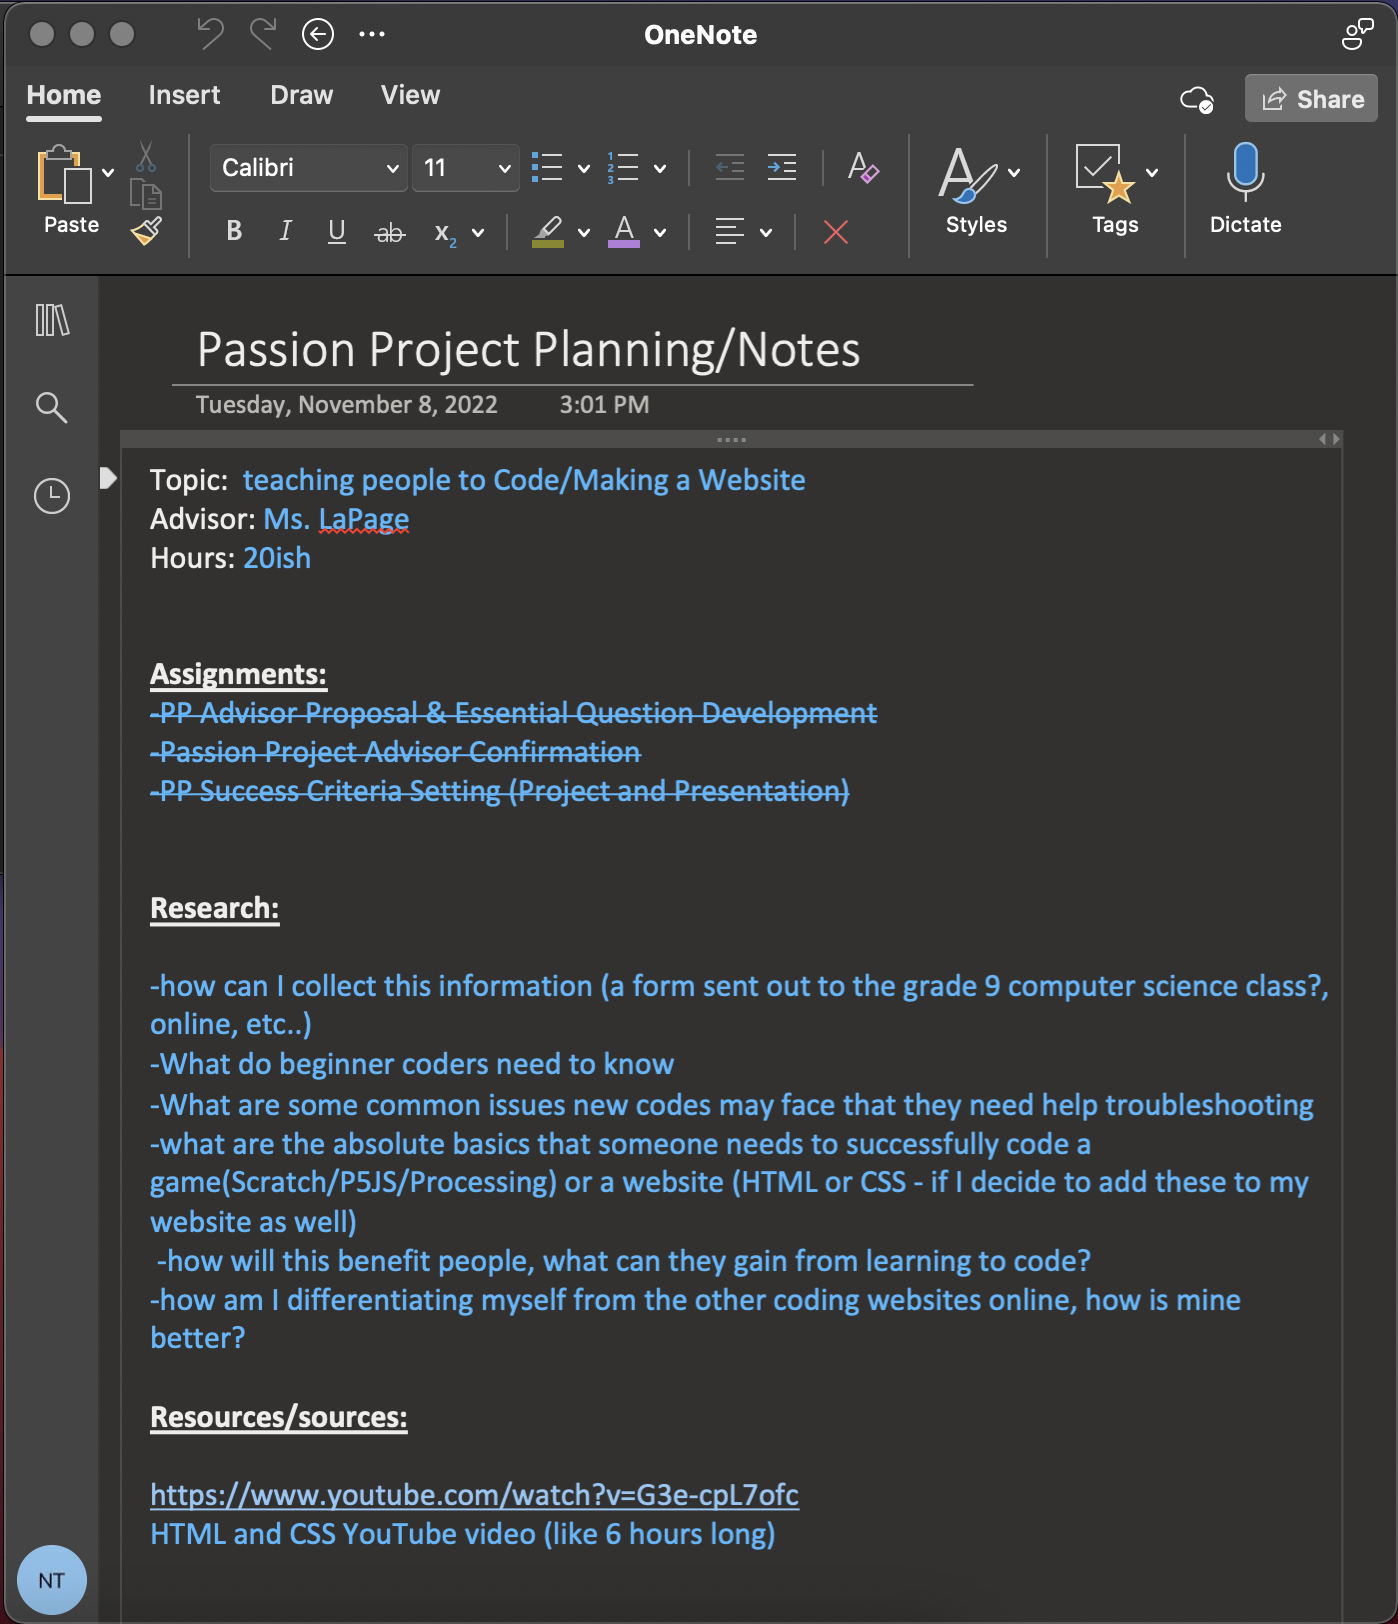 OneNote
Home Insert Draw View
Share
Paste
Calibri 11
B I U ab X2 A
Styles
Tags
Dictate
Passion Project Planning/Notes
Tuesday, November 8, 2022 3:01 PM
Topic: teaching people to Code/Making a Website
Advisor: Ms. LaPage
Hours: 20ish
Assignments:
-PP Advisor Proposal & Essential Question Development
-Passion Project Advisor Confirmation
-PP Success Criteria Setting (Project and Presentation)
Research:
-how can I collect this information (a form sent out to the grade 9 computer science class?,
online, etc..)
-What do beginner coders need to know
-What are some common issues new codes may face that they need help troubleshooting
-what are the absolute basics that someone needs to successfully code a
game(Scratch/P5JS/Processing) or a website (HTML or CSS - if I decide to add these to my
website as well)
-how will this benefit people, what can they gain from learning to code?
-how am I differentiating myself from the other coding websites online, how is mine
better?
Resources/sources:
https://www.youtube.com/watch?v=G3e-cpL7ofc
HTML and CSS YouTube video (like 6 hours long)
NT